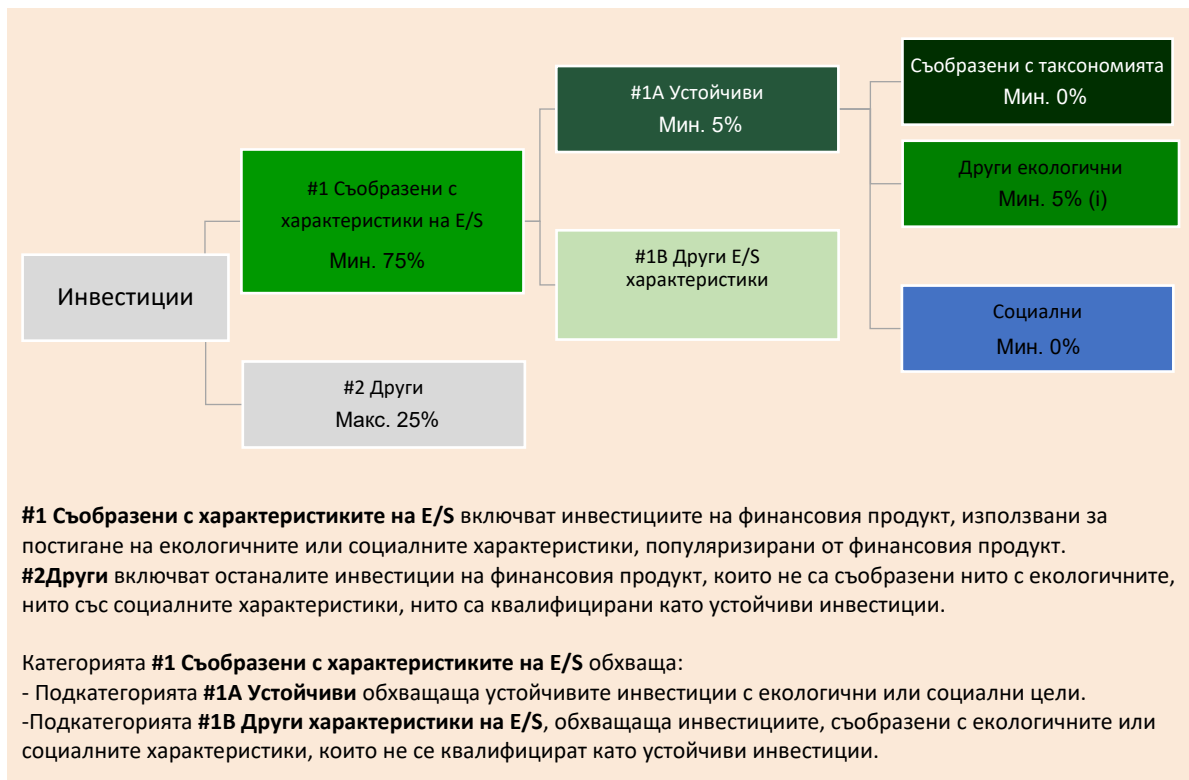 Инвестиции
#1 Съобразени с
характеристики на E/S
Мин. 75%
#2 Други
Макс. 25%
#1A Устойчиви
Мин. 5%
#1B Други E/S
характеристики
Съобразени с таксономията
Мин. 0%
Други екологични
Мин. 5% (i)
Социални
Мин. 0%
#1 Съобразени с характеристиките на E/S включват инвестициите на финансовия продукт, използвани за
постигане на екологичните или социалните характеристики, популяризирани от финансовия продукт.
#2Други включват останалите инвестиции на финансовия продукт, които не са съобразени нито с екологичните,
нито със социалните характеристики, нито са квалифицирани като устойчиви инвестиции.
Категорията #1 Съобразени с характеристиките на E/S обхваща:
- Подкатегорията #1A Устойчиви обхващаща устойчивите инвестиции с екологични или социални цели.
-Подкатегорията #1B Други характеристики на E/S, обхващаща инвестициите, съобразени с екологичните или
социалните характеристики, които не се квалифицират като устойчиви инвестиции.